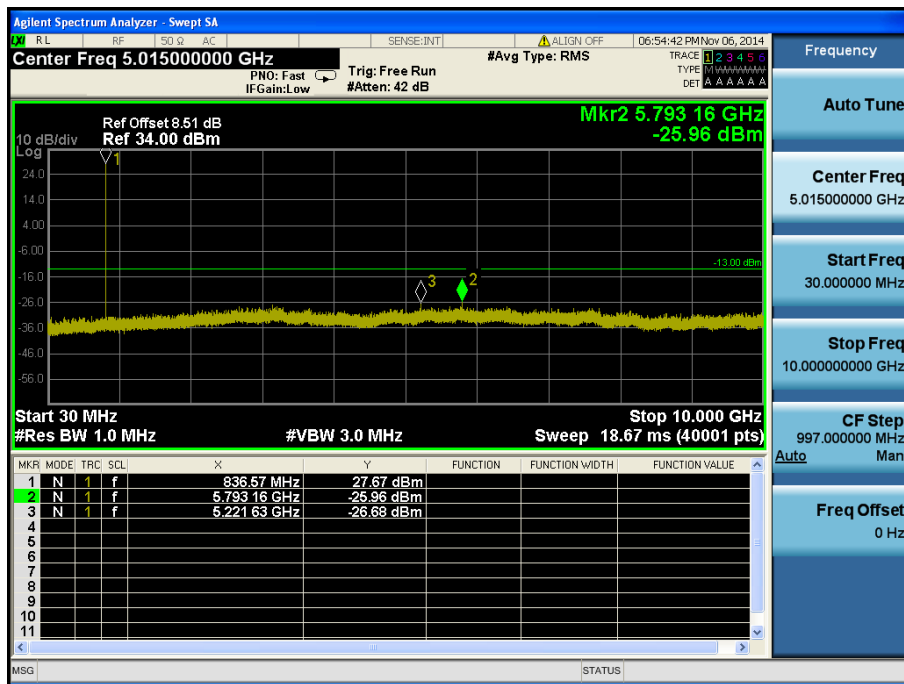 Agilent Spectrum Analyzer - Swept SA
LXI RL RF 50 Ω AC SENSE:INT ALIGN OFF 06:54:42 PM Nov 06, 2014
Center Freq 5.015000000 GHz
#Avg Type: RMS
TRACE 1 2 3 4 5 6
PNO: Fast
Trig: Free Run
TYPE
IFGain:Low
#Atten: 42 dB
DET A A A A A A
Mkr2 5.793 16 GHz
-25.96 dBm
Ref Offset 8.51 dB
10 dB/div
Ref 34.00 dBm
Log
1
24.0
14.0
4.00
-6.00
-13.00 dBm
-16.0
3
2
-26.0
-36.0
-46.0
-56.0
Start 30 MHz
Stop 10.000 GHz
#Res BW 1.0 MHz
#VBW 3.0 MHz
Sweep 18.67 ms (40001 pts)
MKR MODE TRC SCL X Y FUNCTION FUNCTION WIDTH FUNCTION VALUE
1 N 1 f 836.57 MHz 27.67 dBm
2 N 1 f 5.793 16 GHz -25.96 dBm
3 N 1 f 5.221 63 GHz -26.68 dBm
4
5
6
7
8
9
10
11
MSG
STATUS
Frequency
Auto Tune
Center Freq
5.015000000 GHz
Start Freq
30.000000 MHz
Stop Freq
10.000000000 GHz
CF Step
997.000000 MHz
Auto Man
Freq Offset
0 Hz